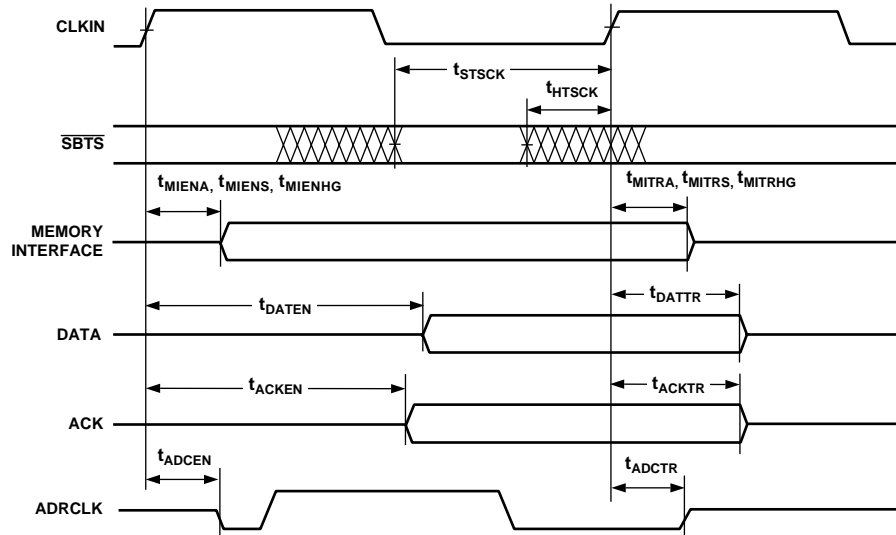 CLKIN
tSTSCK
tHTSCK
SBTS
tMIENA, tMIENS, tMIENHG
tMITRA, tMITRS, tMITRHG
MEMORY
INTERFACE
tDATEN
tDATTR
DATA
tACKEN
tACKTR
ACK
tADCEN
tADCTR
ADRCLK